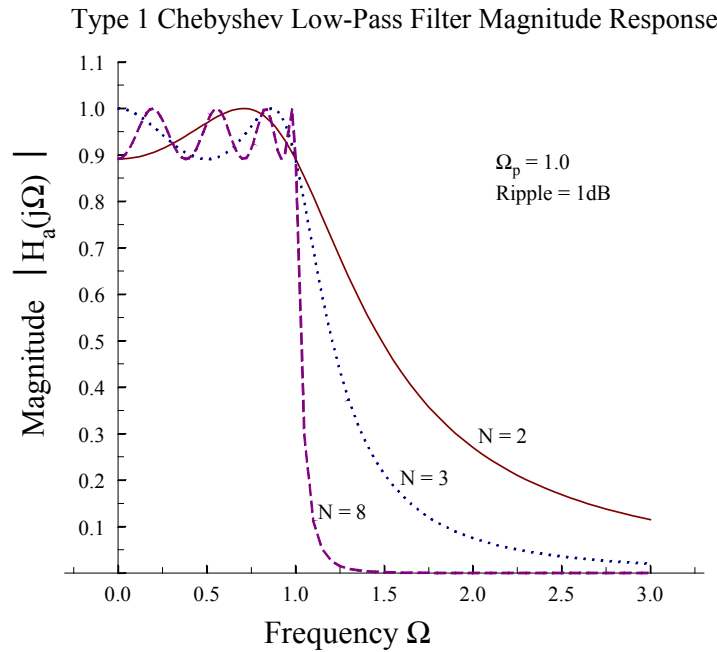 Type 1 Chebyshev Low-Pass Filter Magnitude Response
1.1
1.0
0.9
0.8
0.7
0.6
0.5
0.4
0.3
0.2
0.1
Magnitude |H_a(jΩ)|
Ω_p = 1.0
Ripple = 1dB
N = 2
N = 3
N = 8
0.0 0.5 1.0 1.5 2.0 2.5 3.0
Frequency Ω